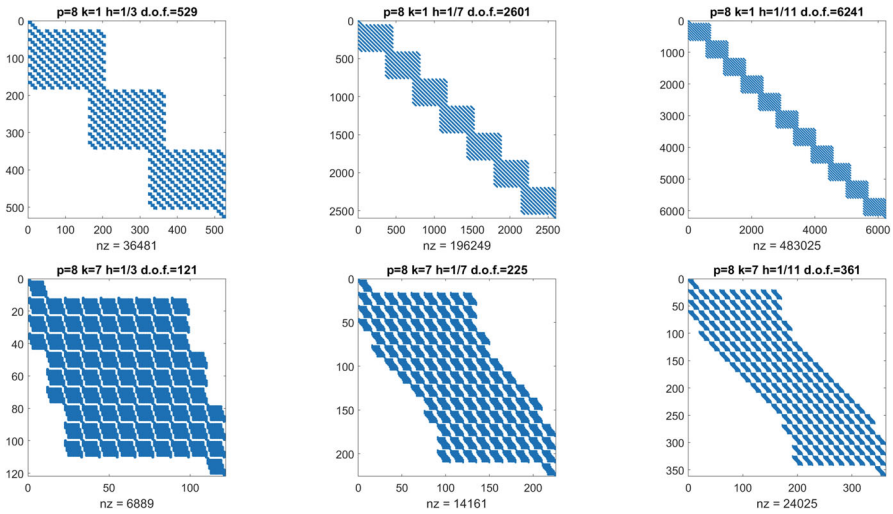 p=8 k=1 h=1/3 d.o.f.=529
0
100
200
300
400
500
0 100 200 300 400 500
nz = 36481
p=8 k=1 h=1/7 d.o.f.=2601
0
500
1000
1500
2000
2500
0 500 1000 1500 2000 2500
nz = 196249
p=8 k=1 h=1/11 d.o.f.=6241
0
1000
2000
3000
4000
5000
6000
0 2000 4000 6000
nz = 483025
p=8 k=7 h=1/3 d.o.f.=121
0
20
40
60
80
100
120
0 50 100
nz = 6889
p=8 k=7 h=1/7 d.o.f.=225
0
50
100
150
200
0 50 100 150 200
nz = 14161
p=8 k=7 h=1/11 d.o.f.=361
0
50
100
150
200
250
300
350
0 100 200 300
nz = 24025